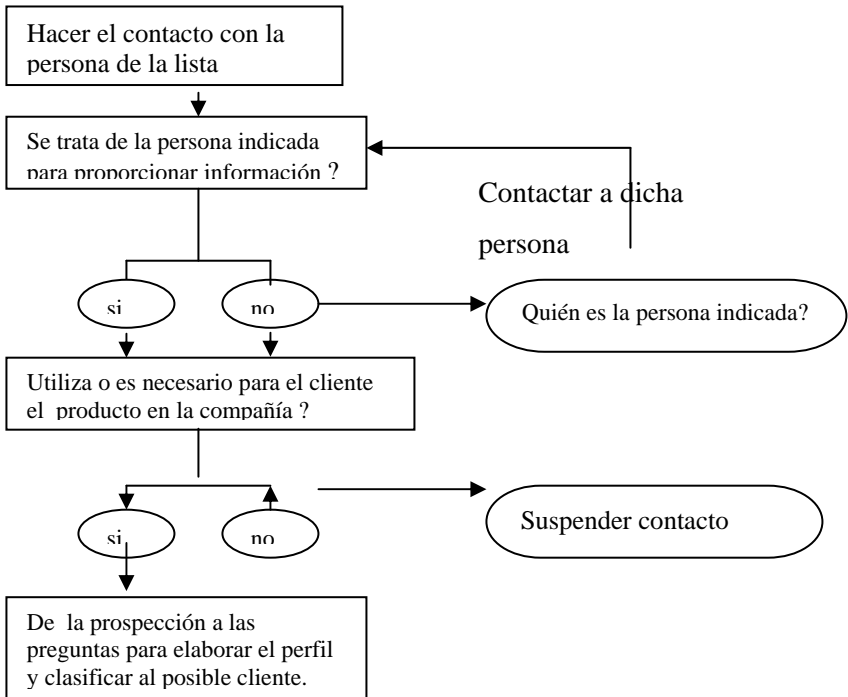 Hacer el contacto con la
persona de la lista
Se trata de la persona indicada
para proporcionar información ?
Contactar a dicha
persona
si
no
Quién es la persona indicada?
Utiliza o es necesario para el cliente
el producto en la compañía ?
si
no
Suspender contacto
De la prospección a las
preguntas para elaborar el perfil
y clasificar al posible cliente.